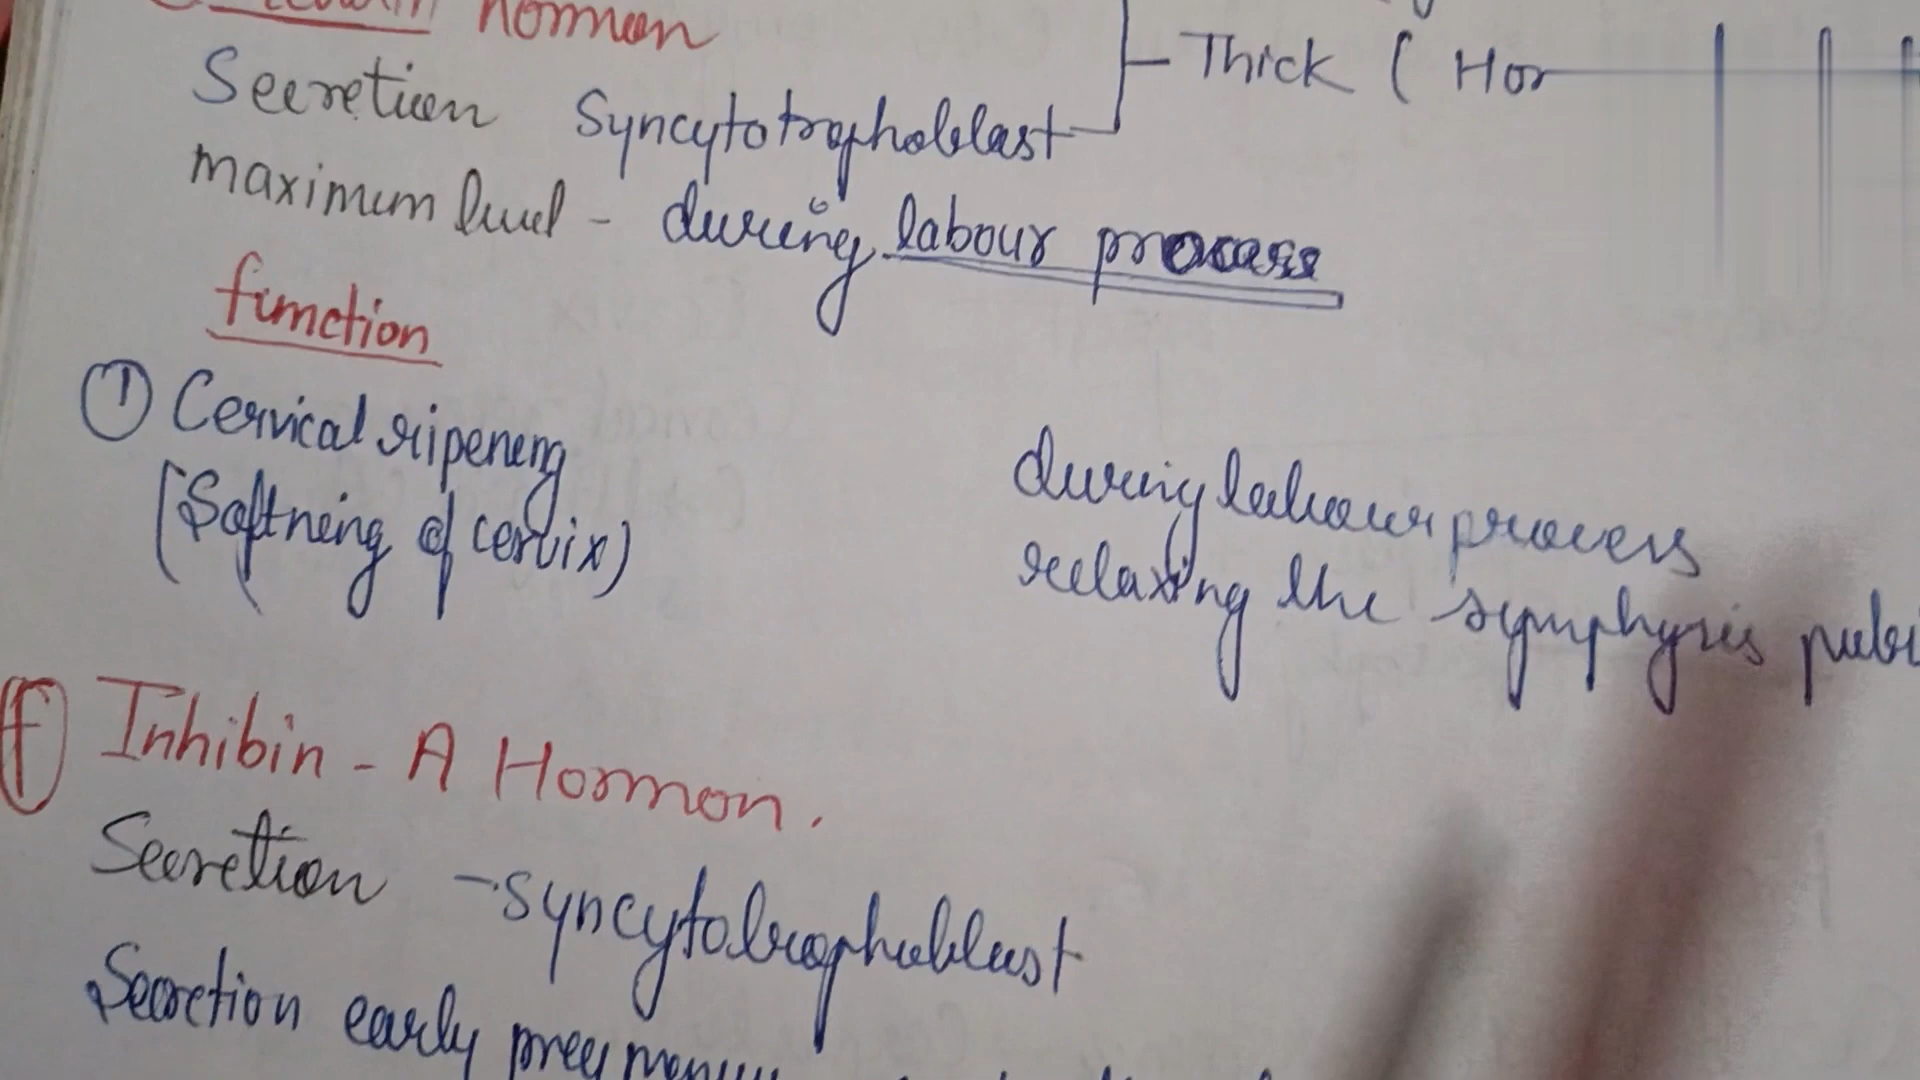 Hormon
Thick ( Hor
Secretion Syncytotrophoblast
maximum level - during labour process
function
① Cervical ripening
(Softning of cervix)
during labour process
relaxing the symphysis pubi
(f) Inhibin - A Hormon.
Secretion - syncytotrophoblast
Secretion early